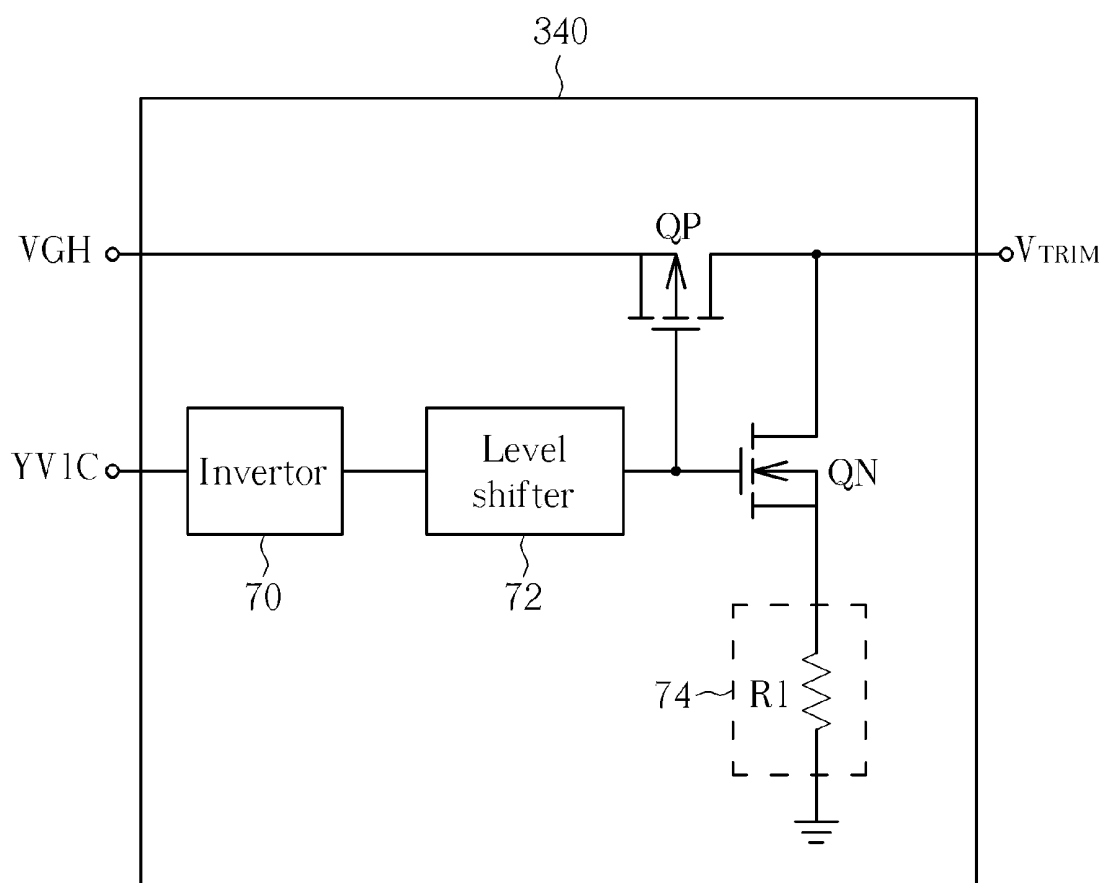 340
QP
VGH
VTRIM
YV1C
Invertor
Level
shifter
QN
70
72
74
R1